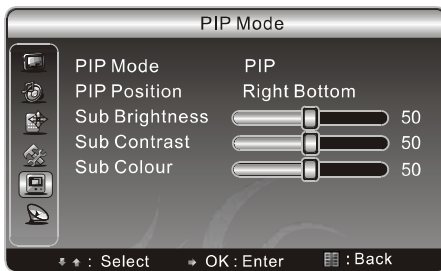 PIP Mode
PIP Mode PIP
PIP Position Right Bottom
Sub Brightness 50
Sub Contrast 50
Sub Colour 50
: Select OK : Enter : Back